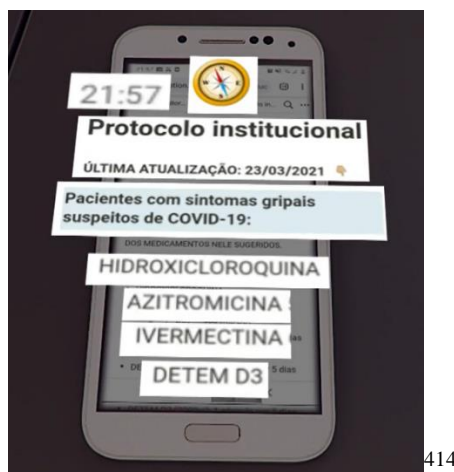 21:57
Protocolo institucional
ÚLTIMA ATUALIZAÇÃO: 23/03/2021
Pacientes com sintomas gripais
suspeitos de COVID-19:
DOS MEDICAMENTOS NELE SUGERIDOS.
HIDROXICLOROQUINA
AZITROMICINA
IVERMECTINA
5 dias
DETEM D3
414